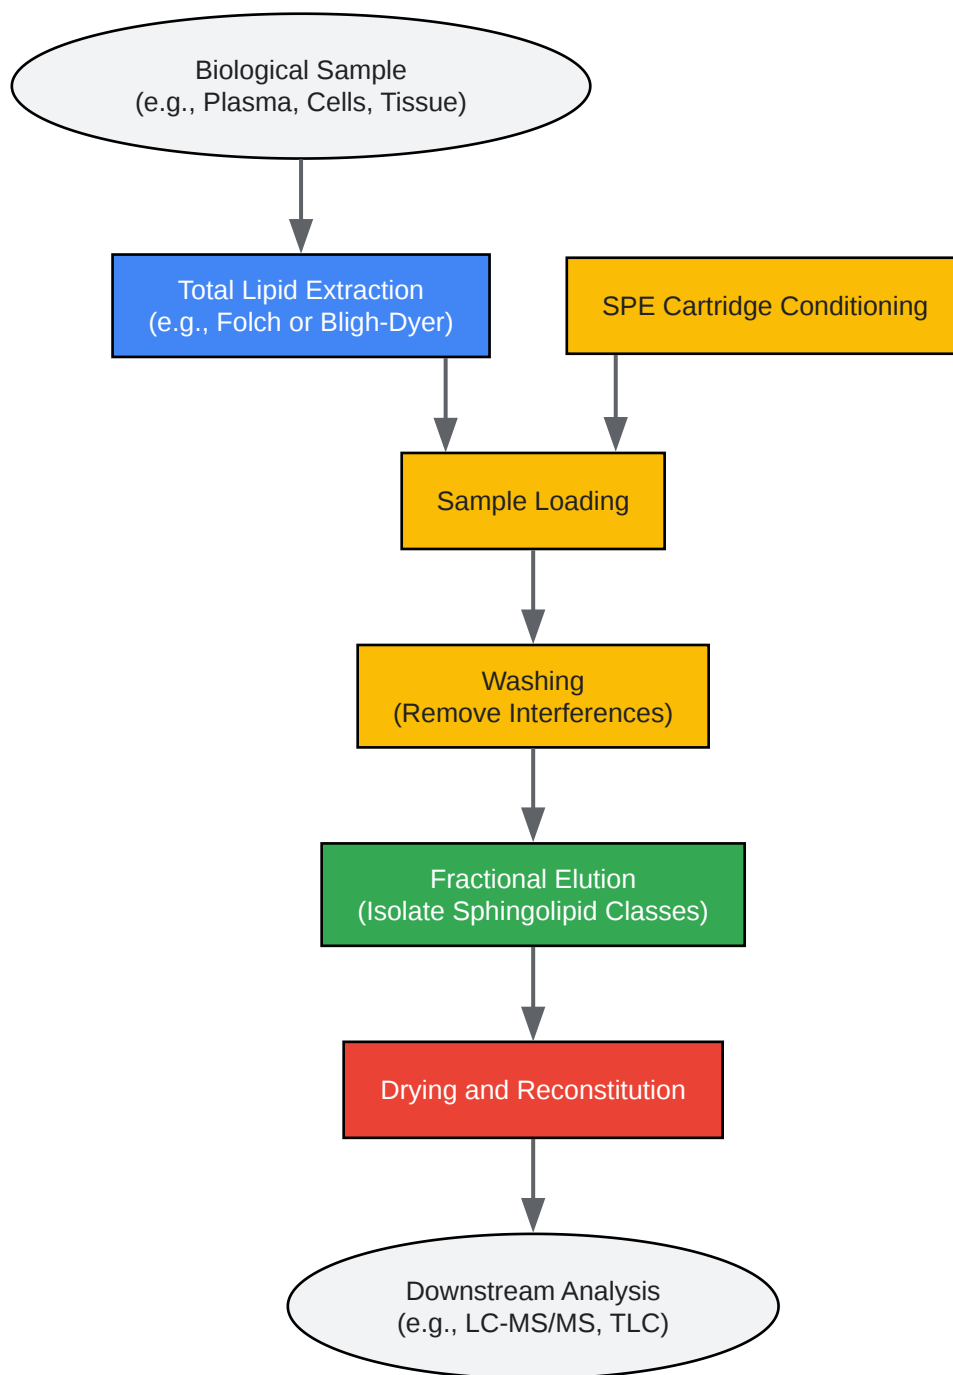 Biological Sample
(e.g., Plasma, Cells, Tissue)
Total Lipid Extraction
(e.g., Folch or Bligh-Dyer)
SPE Cartridge Conditioning
Sample Loading
Washing
(Remove Interferences)
Fractional Elution
(Isolate Sphingolipid Classes)
Drying and Reconstitution
Downstream Analysis
(e.g., LC-MS/MS, TLC)